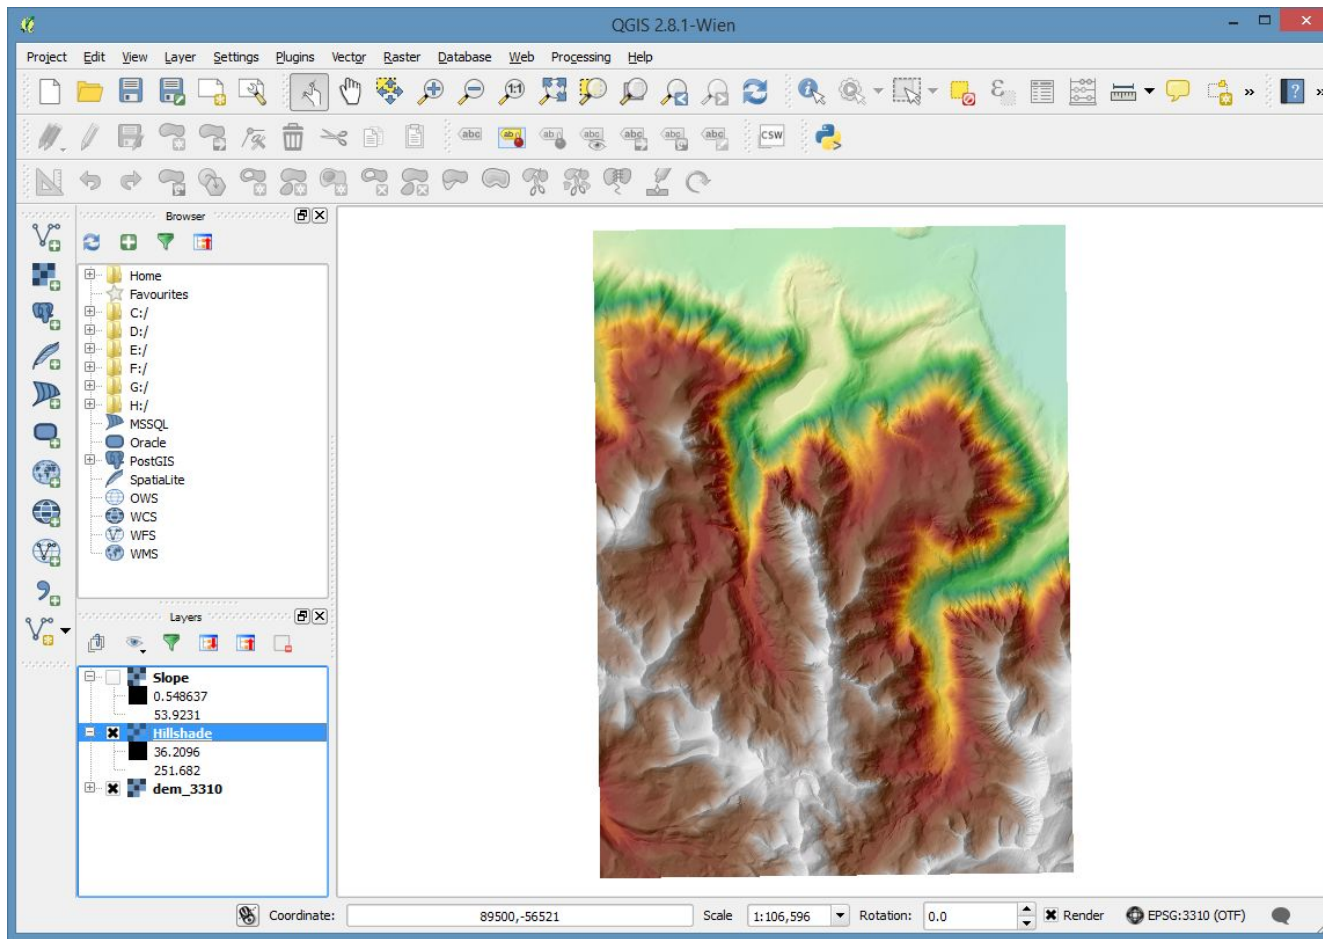 QGIS 2.8.1-Wien
Project Edit View Layer Settings Plugins Vector Raster Database Web Processing Help
1:1
abc ab abc abc abc abc abc CSW
Browser
Home
Favourites
C:/
D:/
E:/
F:/
G:/
H:/
MSSQL
Oracle
PostGIS
SpatiaLite
OWS
WCS
WFS
WMS
Layers
Slope
0.548637
53.9231
Hillshade
36.2096
251.682
dem_3310
Coordinate: 89500,-56521 Scale 1:106,596 Rotation: 0.0 Render EPSG:3310 (OTF)